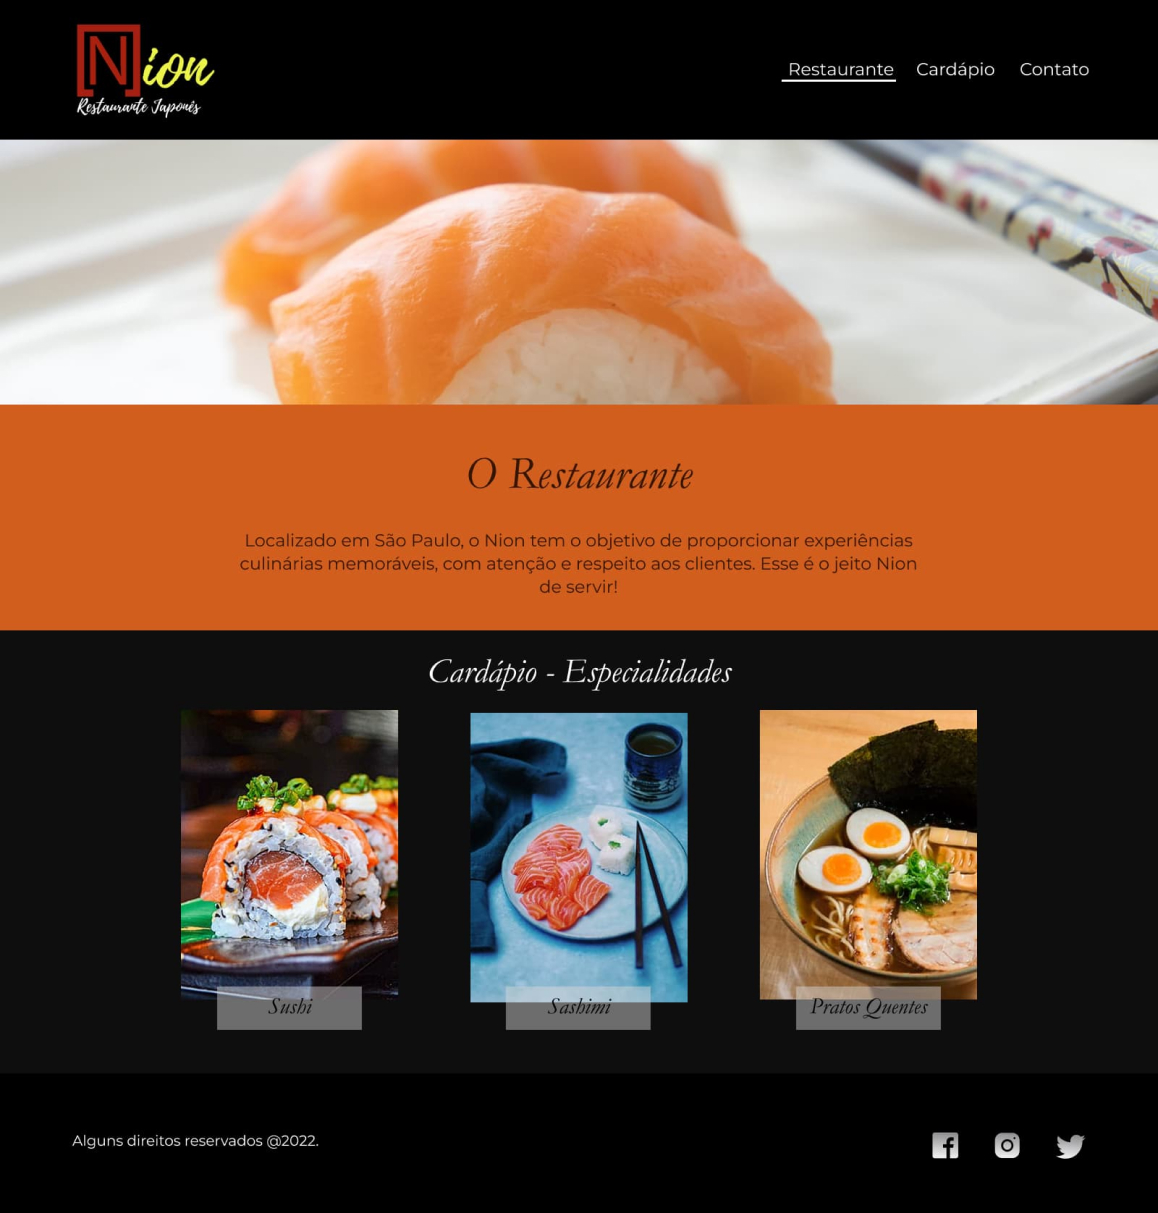 Nion
Restaurante Japonês
Restaurante Cardápio Contato
O Restaurante
Localizado em São Paulo, o Nion tem o objetivo de proporcionar experiências
culinárias memoráveis, com atenção e respeito aos clientes. Esse é o jeito Nion
de servir!
Cardápio - Especialidades
Sushi
Sashimi
Pratos Quentes
Alguns direitos reservados @2022.